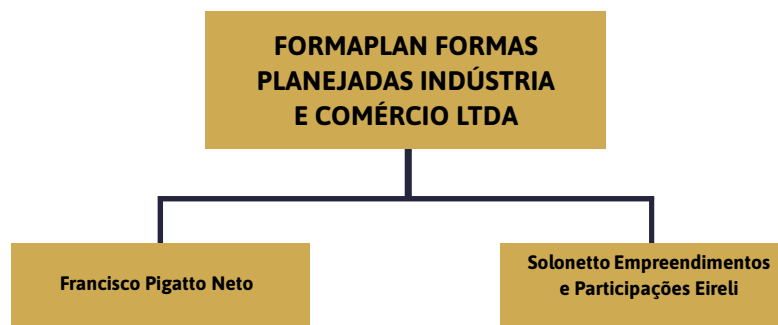 FORMAPLAN FORMAS
PLANEJADAS INDÚSTRIA
E COMÉRCIO LTDA
Francisco Pigatto Neto
Solonetto Empreendimentos
e Participações Eireli